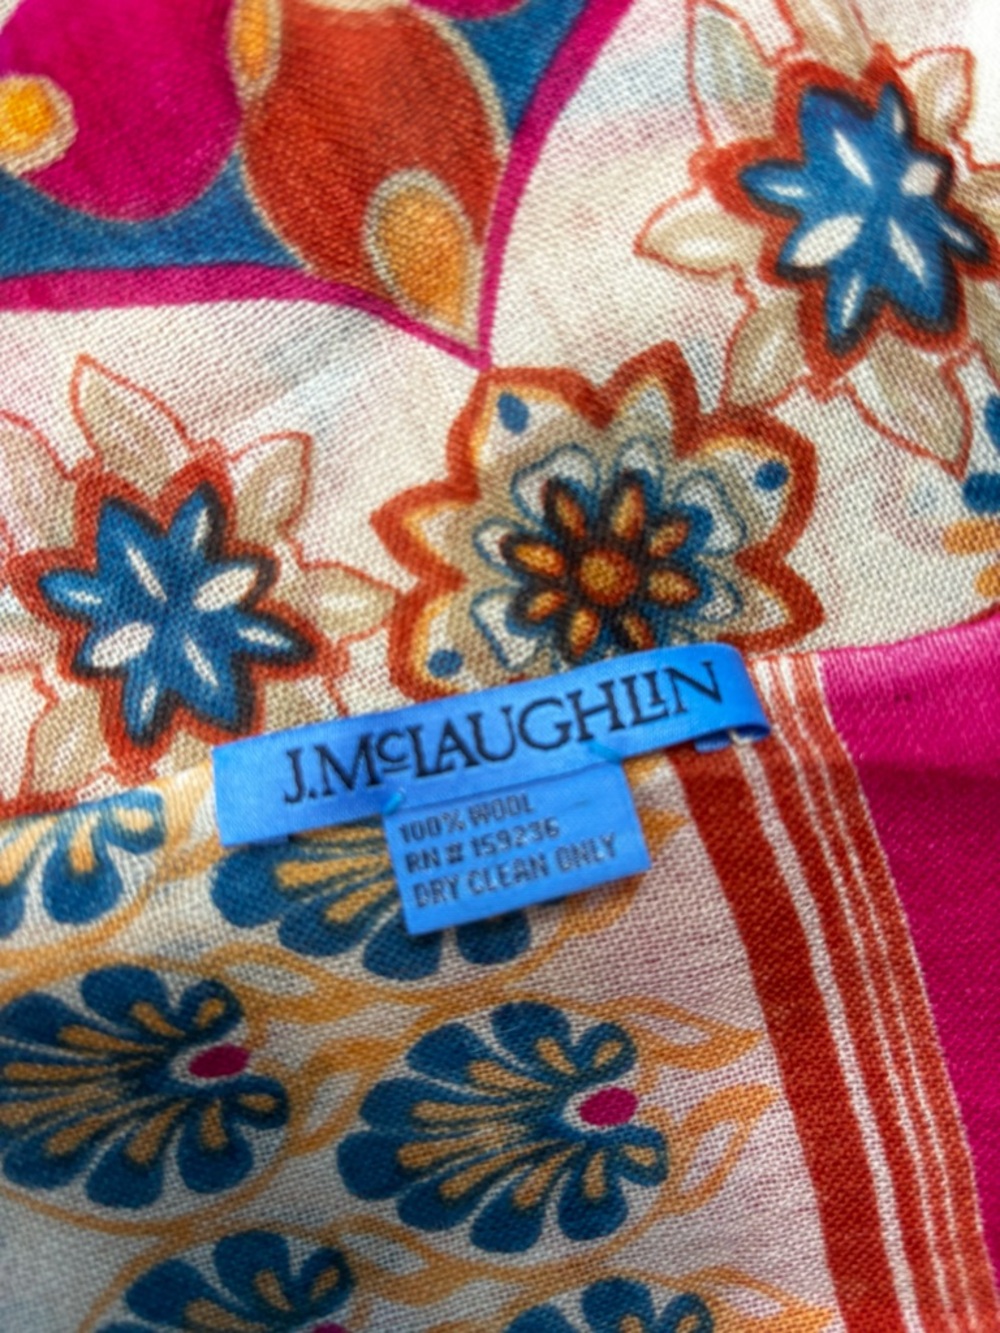 J.McLAUGHLIN
100% WOOL
RN # 159236
DRY CLEAN ONLY